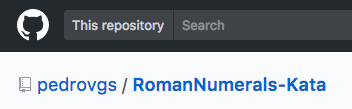 This repository Search
pedrovgs / RomanNumerals-Kata